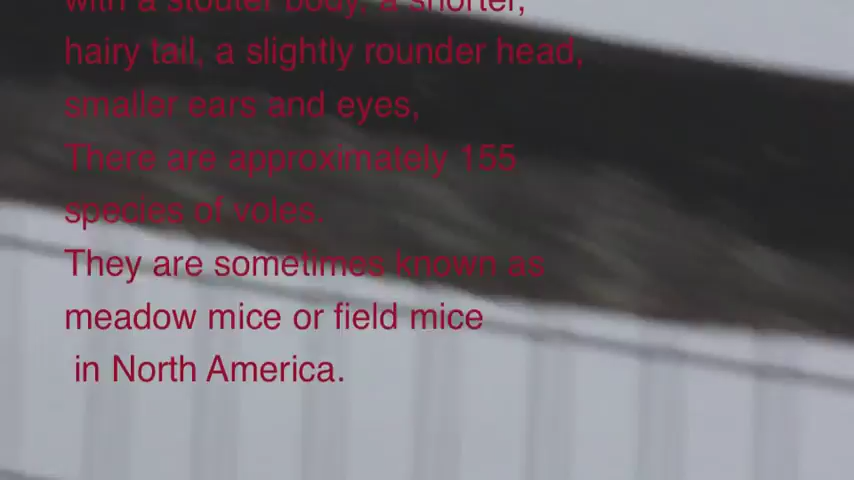 with a stouter body, a shorter,
hairy tail, a slightly rounder head,
smaller ears and eyes,
There are approximately 155
species of voles.
They are sometimes known as
meadow mice or field mice
in North America.